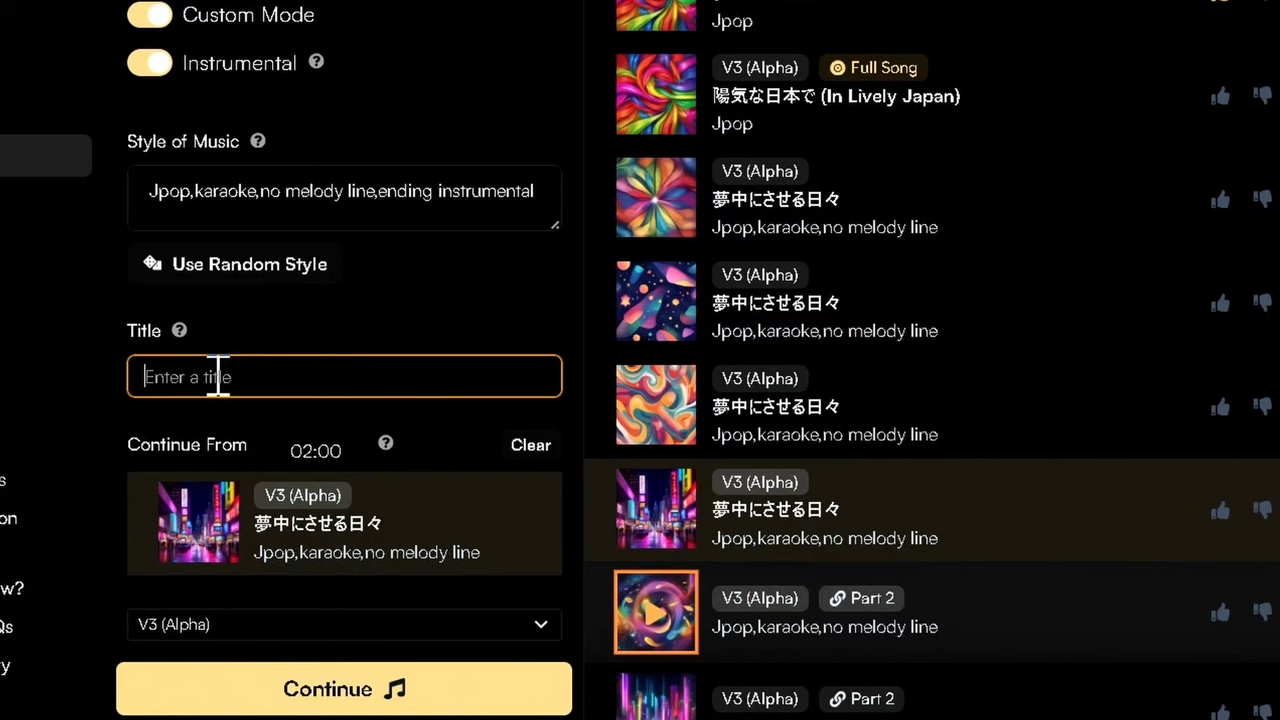 Custom Mode
Instrumental
Style of Music
Jpop,karaoke,no melody line,ending instrumental
Use Random Style
Title
Enter a title
Continue From
02:00
Clear
V3 (Alpha)
夢中にさせる日々
Jpop,karaoke,no melody line
V3 (Alpha)
Continue
s
on
w?
Qs
y
Jpop
V3 (Alpha) Full Song
陽気な日本で (In Lively Japan)
Jpop
V3 (Alpha)
夢中にさせる日々
Jpop,karaoke,no melody line
V3 (Alpha)
夢中にさせる日々
Jpop,karaoke,no melody line
V3 (Alpha)
夢中にさせる日々
Jpop,karaoke,no melody line
V3 (Alpha)
夢中にさせる日々
Jpop,karaoke,no melody line
V3 (Alpha) Part 2
Jpop,karaoke,no melody line
V3 (Alpha) Part 2